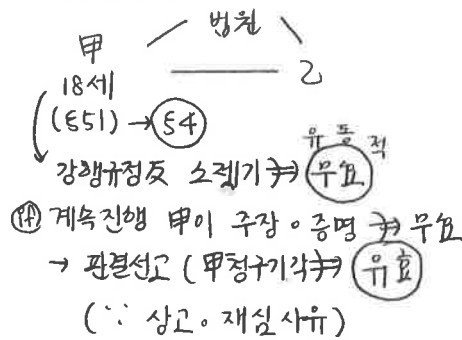 법원
甲 乙
18세
(§51) → §4
유동적
강행규정反 소제기 ⇒ 무효
if 계속진행 甲이 주장·증명 ⇒ 무효
→ 판결선고 (甲청구기각 ⇒ 유효
(∵ 상고·재심사유)